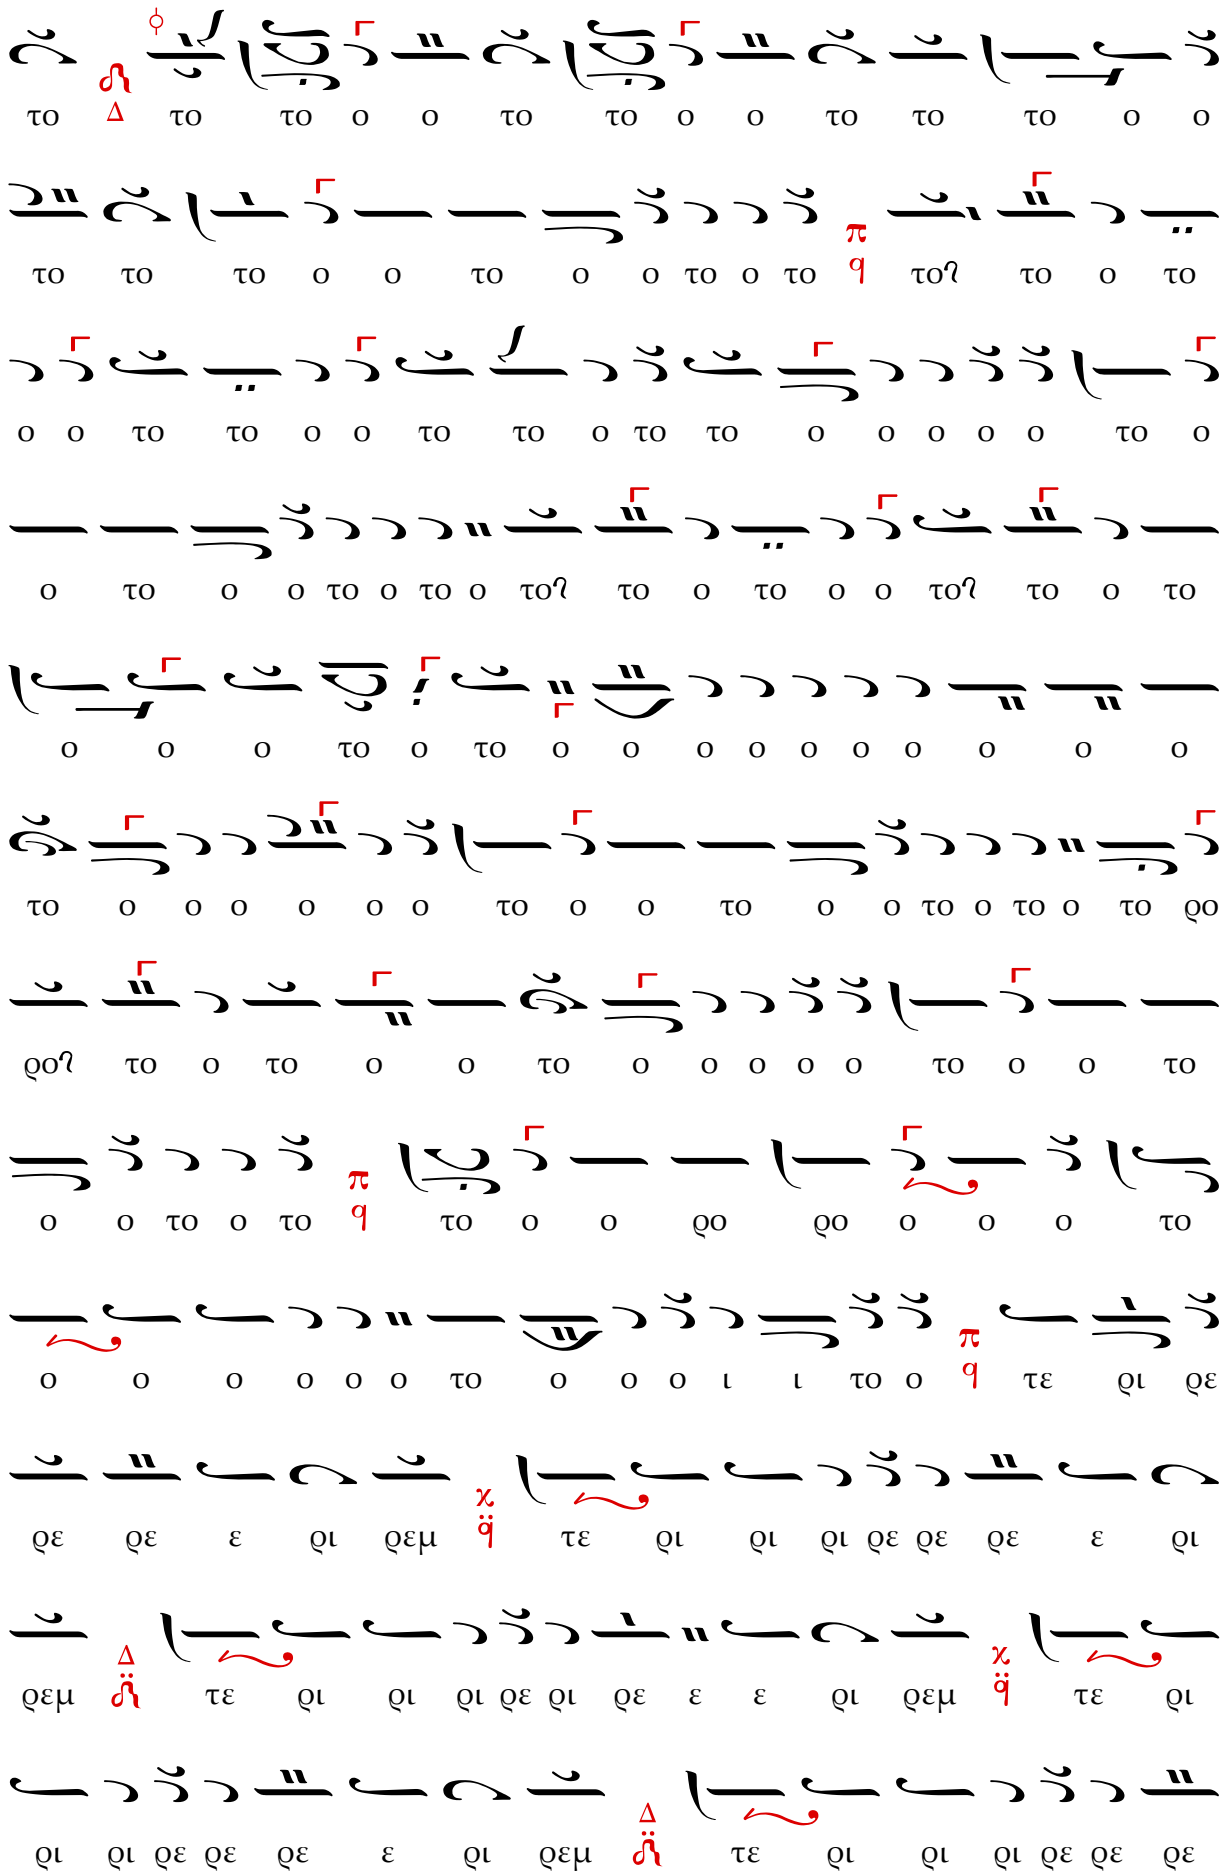 το Δ το το ο ο το το ο ο το το το ο ο
το το το ο ο το ο ο το ο το π q το το ο το
ο ο το το ο ο το το ο το το ο ο ο ο ο το ο
ο το ο ο το ο το ο το το ο το ο ο το το ο το
ο ο ο το ο το ο ο ο ο ο ο ο ο ο ο
το ο ο ο ο ο ο το ο ο το ο ο το ο το ο το ρο
ρο το ο το ο ο το ο ο ο ο ο το ο ο το
ο ο το ο το π q το ο ο ρο ρο ο ο ο το
ο ο ο ο ο ο το ο ο ο ι ι το ο π q τε ρι ρε
ρε ρε ε ρι ρεμ χ q τε ρι ρι ρι ρε ρε ρε ε ρι
ρεμ Δ τε ρι ρι ρι ρε ρι ρε ε ε ρι ρεμ χ q τε ρι
ρι ρι ρε ρε ρε ε ρι ρεμ Δ τε ρι ρι ρι ρε ρε ρε